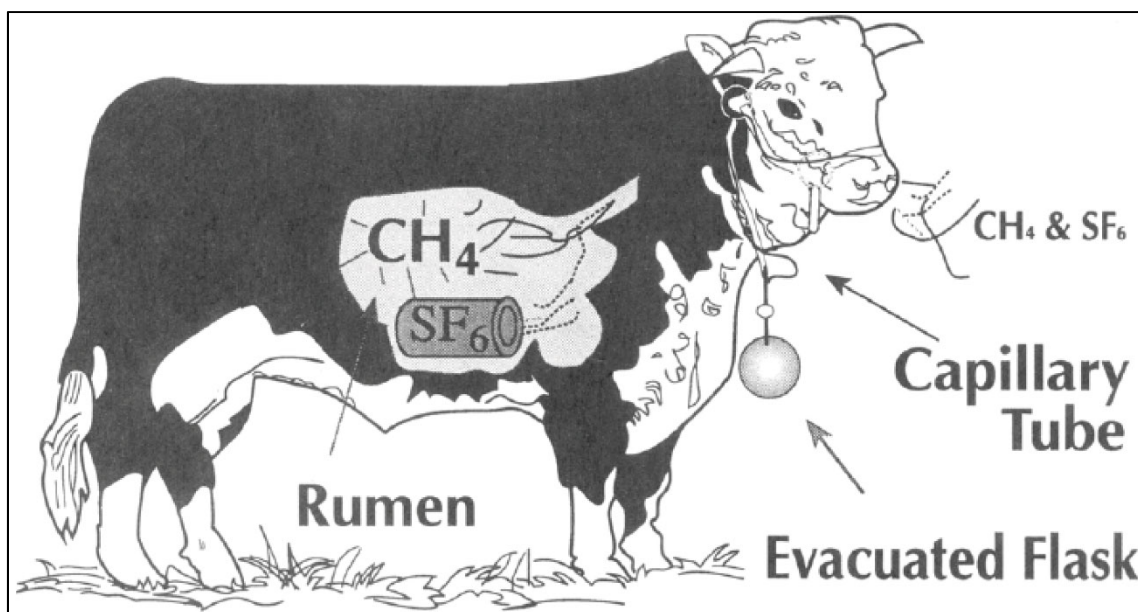 CH₄
SF₆
CH₄ & SF₆
Capillary
Tube
Rumen
Evacuated Flask